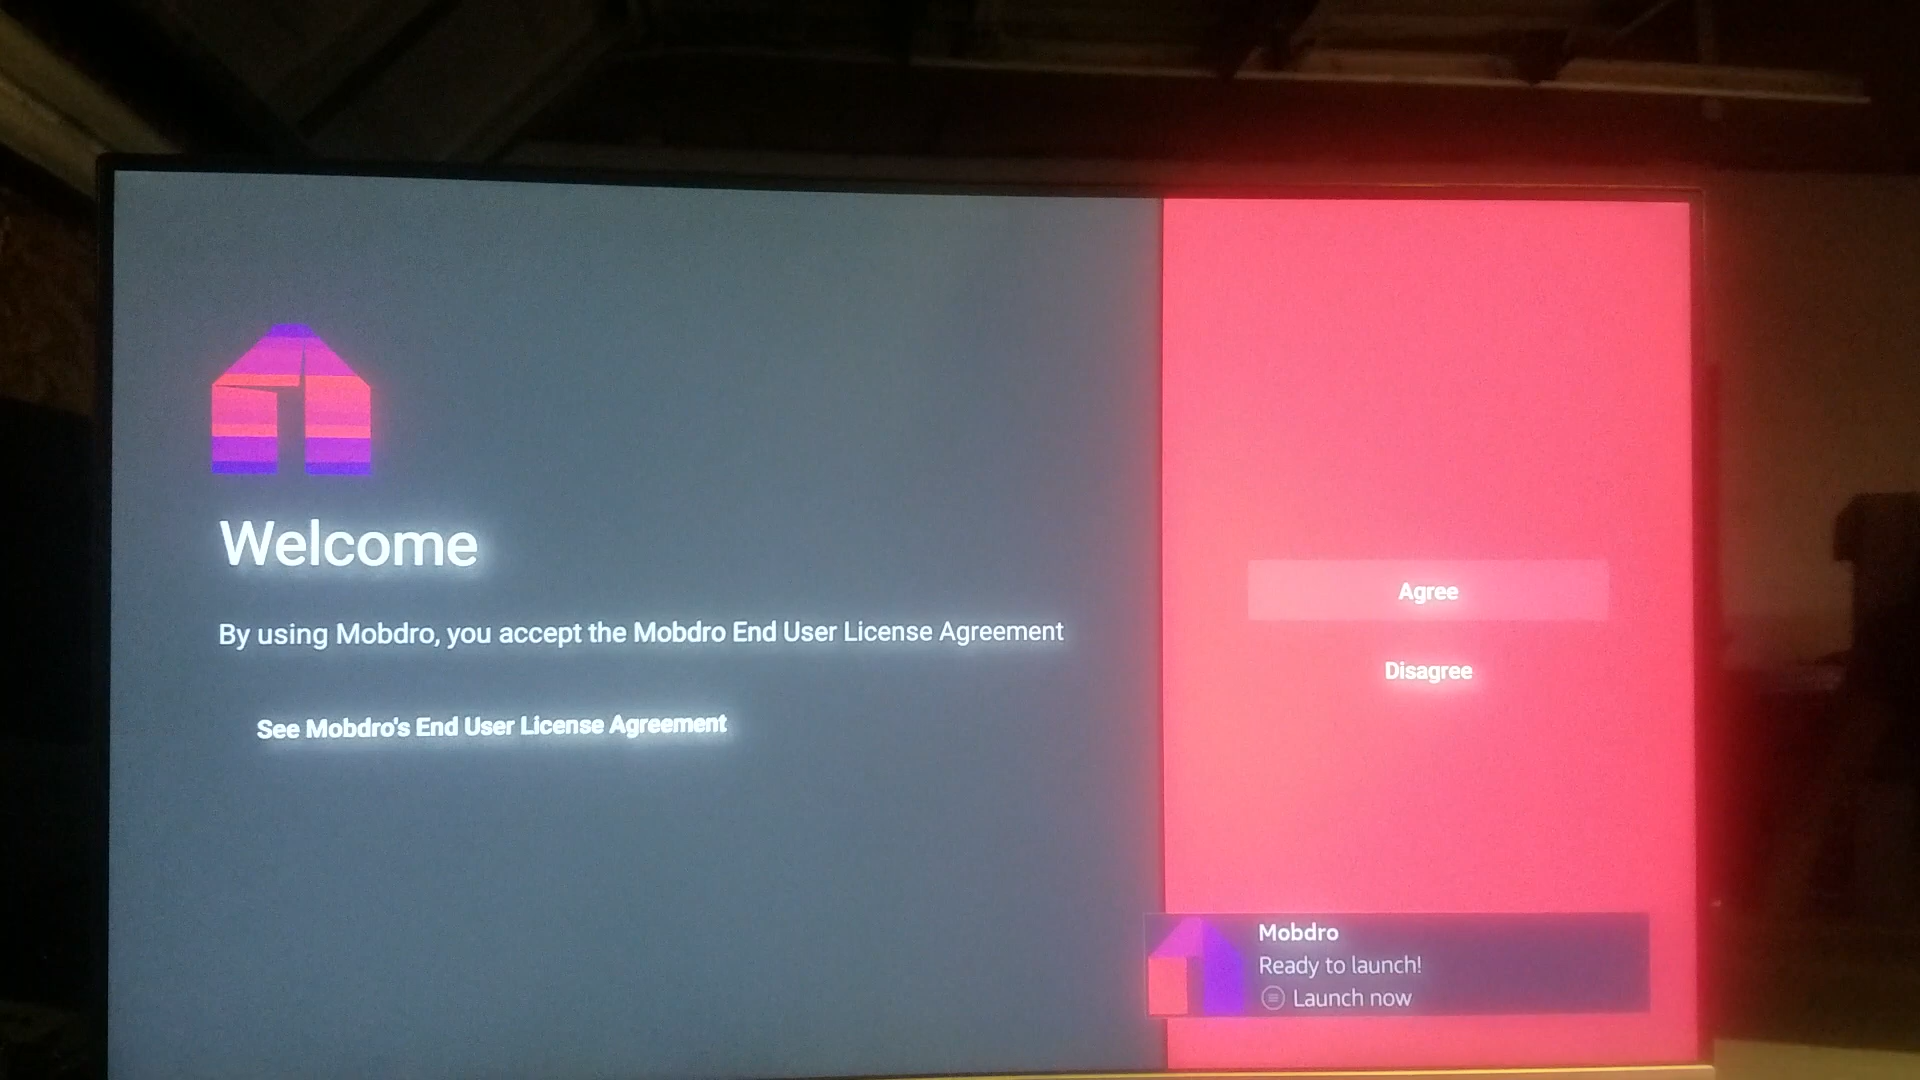 Welcome
By using Mobdro, you accept the Mobdro End User License Agreement
See Mobdro's End User License Agreement
Agree
Disagree
Mobdro
Ready to launch!
Launch now